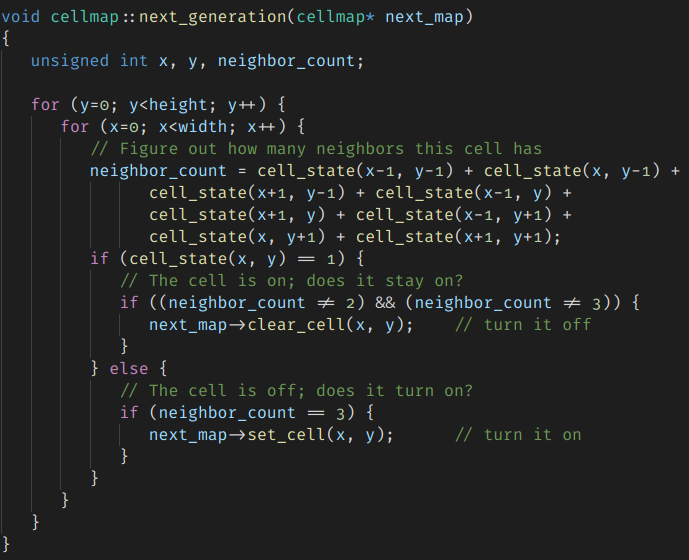 void cellmap::next_generation(cellmap* next_map)
{
unsigned int x, y, neighbor_count;
for (y=0; y<height; y++) {
for (x=0; x<width; x++) {
// Figure out how many neighbors this cell has
neighbor_count = cell_state(x-1, y-1) + cell_state(x, y-1) +
cell_state(x+1, y-1) + cell_state(x-1, y) +
cell_state(x+1, y) + cell_state(x-1, y+1) +
cell_state(x, y+1) + cell_state(x+1, y+1);
if (cell_state(x, y) == 1) {
// The cell is on; does it stay on?
if ((neighbor_count != 2) && (neighbor_count != 3)) {
next_map->clear_cell(x, y); // turn it off
}
} else {
// The cell is off; does it turn on?
if (neighbor_count == 3) {
next_map->set_cell(x, y); // turn it on
}
}
}
}
}